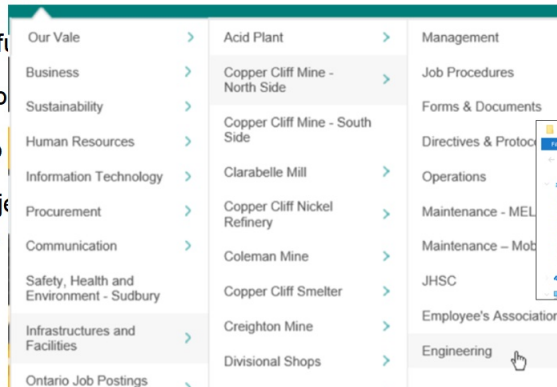 Our Vale
Business
Sustainability
Human Resources
Information Technology
Procurement
Communication
Safety, Health and
Environment - Sudbury
Infrastructures and
Facilities
Ontario Job Postings
Acid Plant
Copper Cliff Mine -
North Side
Copper Cliff Mine - South
Side
Clarabelle Mill
Copper Cliff Nickel
Refinery
Coleman Mine
Copper Cliff Smelter
Creighton Mine
Divisional Shops
Management
Job Procedures
Forms & Documents
Directives & Protoc
Operations
Maintenance - MEL
Maintenance – Mob
JHSC
Employee's Association
Engineering